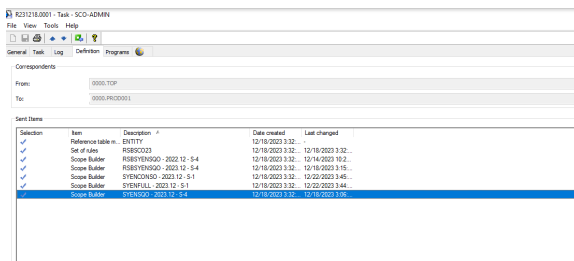 R231218.0001 - Task - SCO-ADMIN
File View Tools Help
General Task Log Definition Programs
Correspondents
From: 0000.TOP
To: 0000.PROD001
Sent Items
Selection Item Description Date created Last changed
Reference table m... ENTITY 12/18/2023 3:32:... -
Set of rules RSBSCO23 12/18/2023 3:32:... 12/18/2023 3:32:...
Scope Builder RSBSYENSQO - 2022.12 - S-4 12/18/2023 3:32:... 12/14/2023 10:2...
Scope Builder RSBSYENSQO - 2023.12 - S-4 12/18/2023 3:32:... 12/18/2023 3:15:...
Scope Builder SYENCONSO - 2023.12 - S-1 12/18/2023 3:32:... 12/22/2023 3:45:...
Scope Builder SYENFULL - 2023.12 - S-1 12/18/2023 3:32:... 12/22/2023 3:44:...
Scope Builder SYENSQO - 2023.12 - S-4 12/18/2023 3:32:... 12/18/2023 3:06:...